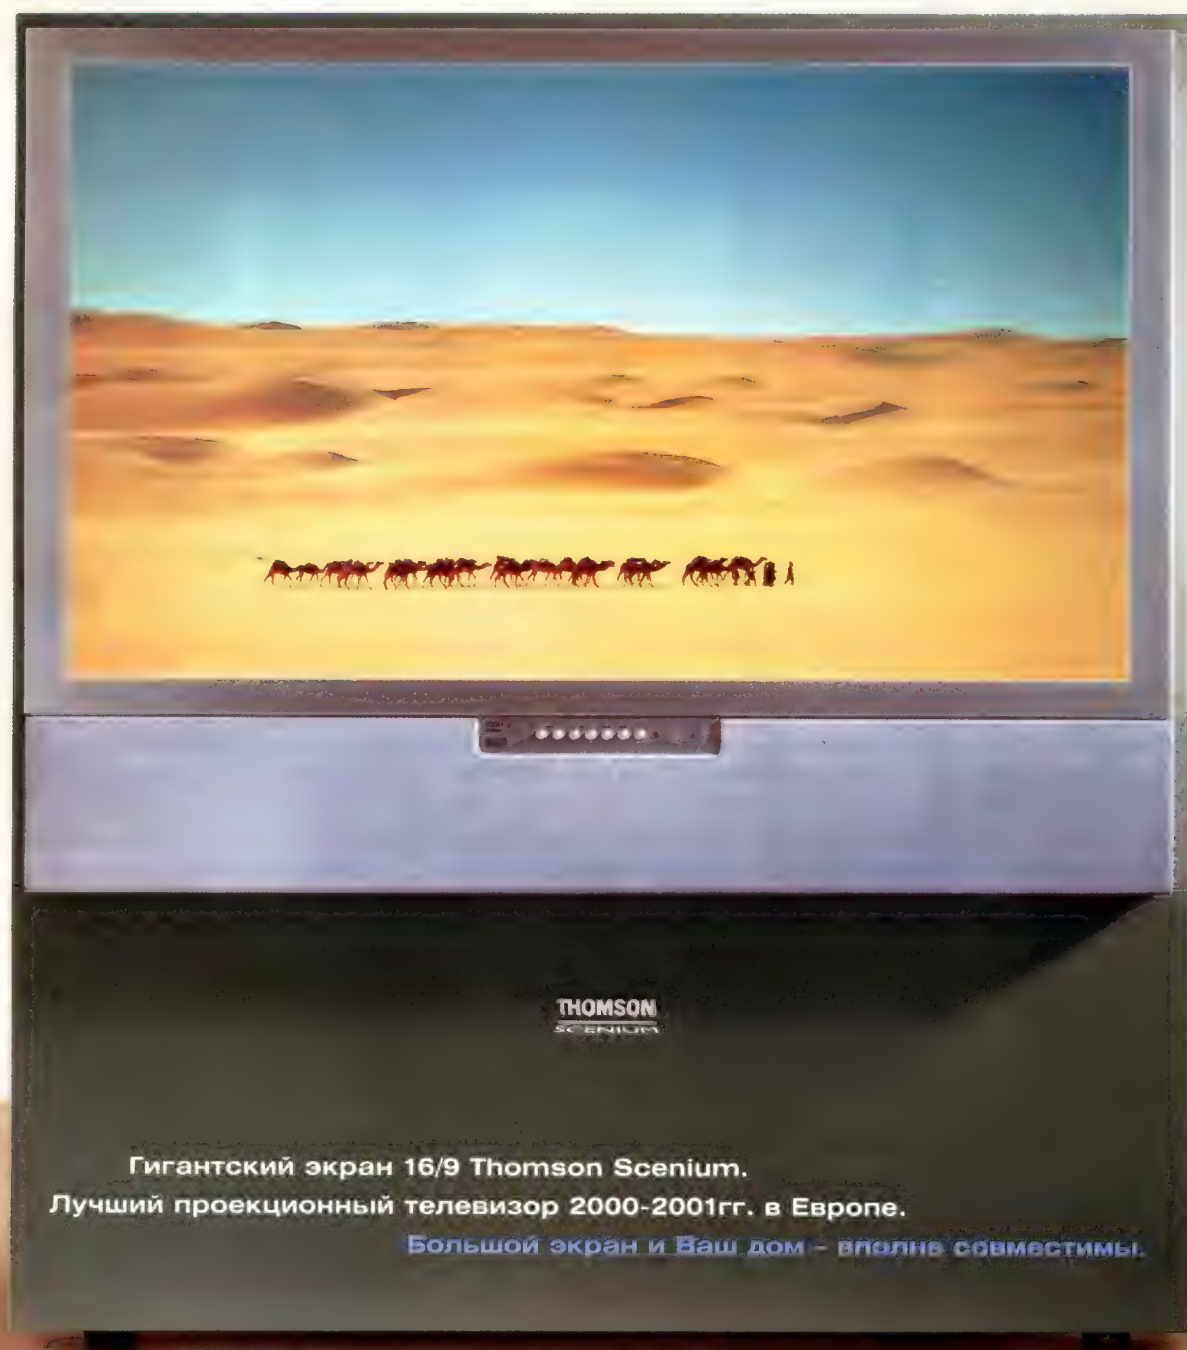 THOMSON
SCENIUM
Гигантский экран 16/9 Thomson Scenium.
Лучший проекционный телевизор 2000-2001гг. в Европе.
Большой экран и Ваш дом – вполне совместимы.